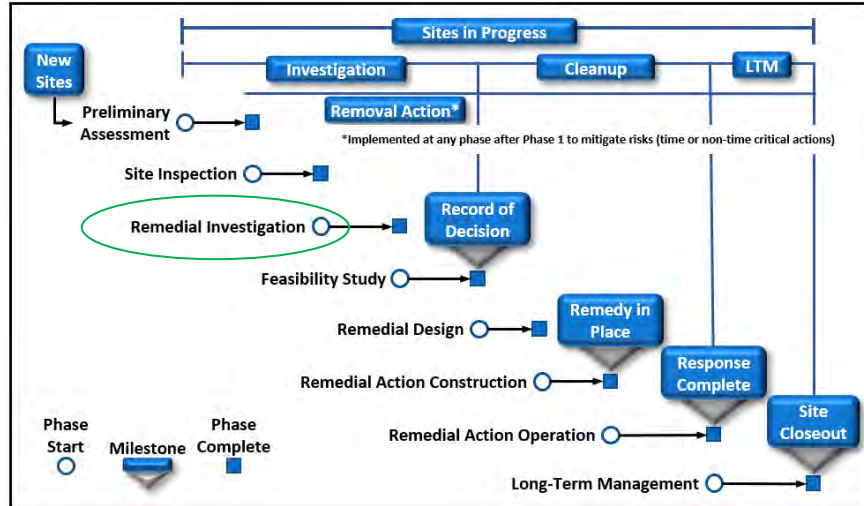 Sites in Progress
New
Sites
Investigation
Cleanup
LTM
Preliminary
Assessment
Removal Action*
*Implemented at any phase after Phase 1 to mitigate risks (time or non-time critical actions)
Site Inspection
Remedial Investigation
Record of
Decision
Feasibility Study
Remedial Design
Remedy in
Place
Remedial Action Construction
Response
Complete
Phase
Start
Milestone
Phase
Complete
Remedial Action Operation
Site
Closeout
Long-Term Management